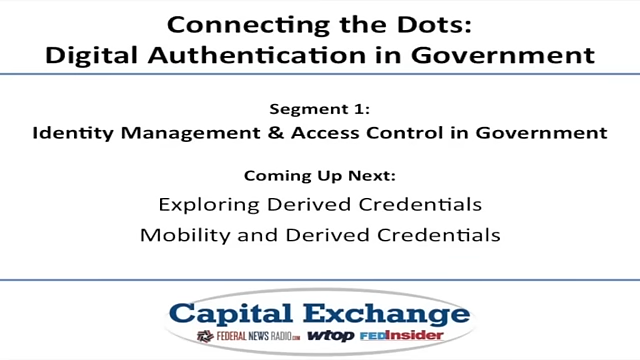 Connecting the Dots:
Digital Authentication in Government
Segment 1:
Identity Management & Access Control in Government
Coming Up Next:
Exploring Derived Credentials
Mobility and Derived Credentials
Capital Exchange
FEDERAL NEWS RADIO.COM wtop FEDInsider